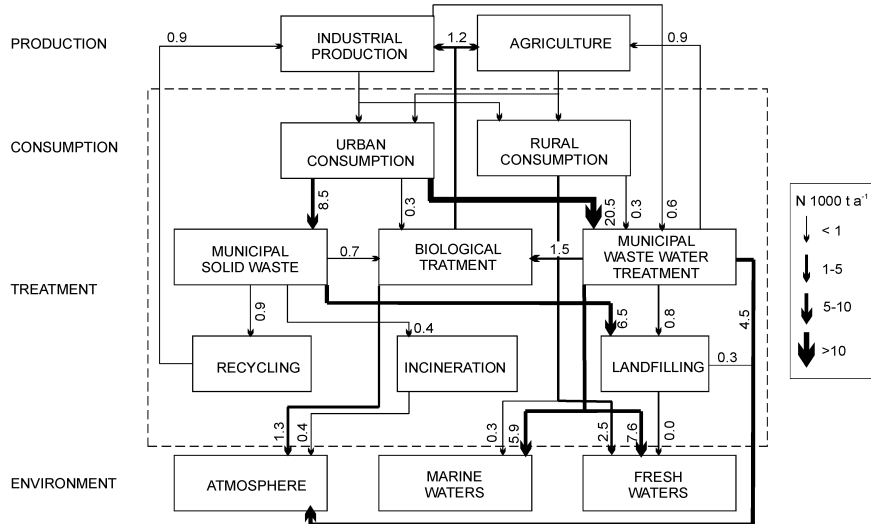 PRODUCTION
0.9
INDUSTRIAL
PRODUCTION
1.2
AGRICULTURE
0.9
CONSUMPTION
URBAN
CONSUMPTION
RURAL
CONSUMPTION
N 1000 t a⁻¹
< 1
1-5
5-10
>10
8.5
0.3
20.5
0.3
0.6
TREATMENT
MUNICIPAL
SOLID WASTE
0.7
BIOLOGICAL
TRATMENT
1.5
MUNICIPAL
WASTE WATER
TREATMENT
0.9
0.4
6.5
0.8
4.5
RECYCLING
INCINERATION
LANDFILLING
0.3
1.3
0.4
0.3
5.9
2.5
7.6
0.0
ENVIRONMENT
ATMOSPHERE
MARINE
WATERS
FRESH
WATERS